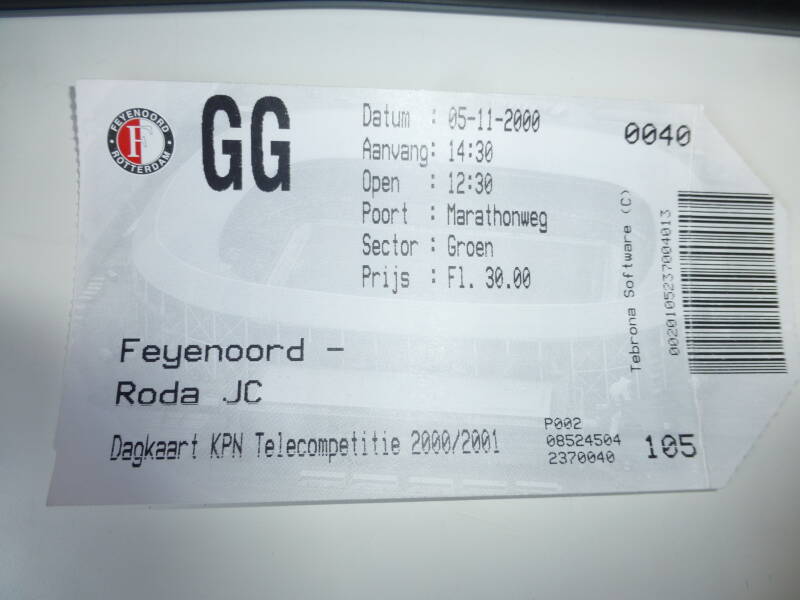 FEYENOORD
ROTTERDAM
GG
Datum : 05-11-2000
Aanvang: 14:30
Open : 12:30
Poort : Marathonweg
Sector : Groen
Prijs : Fl. 30.00
0040
Feyenoord -
Roda JC
Dagkaart KPN Telecompetitie 2000/2001
P002
08524504
2370040
105
Tebrona Software (C)
0020105237004013